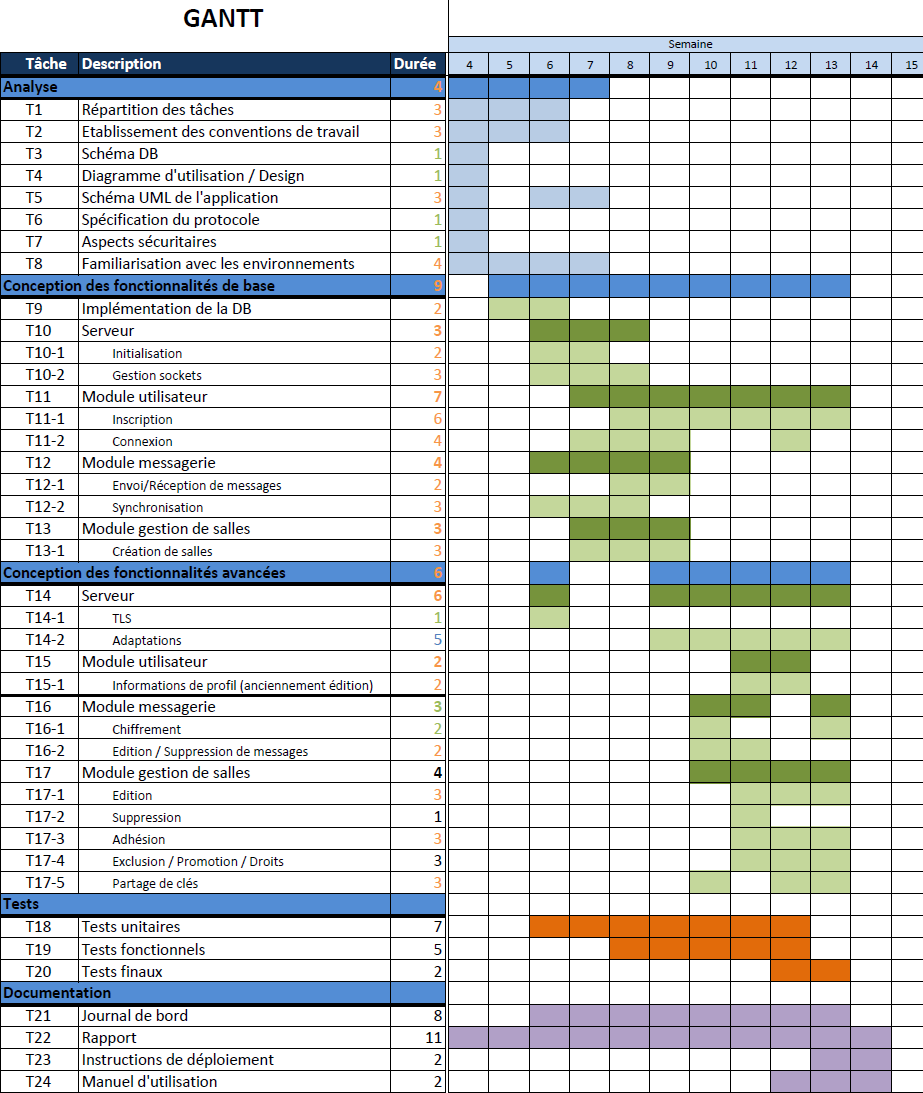 GANTT
Semaine
Tâche Description Durée 4 5 6 7 8 9 10 11 12 13 14 15
Analyse 4
T1 Répartition des tâches 3
T2 Etablissement des conventions de travail 3
T3 Schéma DB 1
T4 Diagramme d'utilisation / Design 1
T5 Schéma UML de l'application 3
T6 Spécification du protocole 1
T7 Aspects sécuritaires 1
T8 Familiarisation avec les environnements 4
Conception des fonctionnalités de base 9
T9 Implémentation de la DB 2
T10 Serveur 3
T10-1 Initialisation 2
T10-2 Gestion sockets 3
T11 Module utilisateur 7
T11-1 Inscription 6
T11-2 Connexion 4
T12 Module messagerie 4
T12-1 Envoi/Réception de messages 2
T12-2 Synchronisation 3
T13 Module gestion de salles 3
T13-1 Création de salles 3
Conception des fonctionnalités avancées 6
T14 Serveur 6
T14-1 TLS 1
T14-2 Adaptations 5
T15 Module utilisateur 2
T15-1 Informations de profil (anciennement édition) 2
T16 Module messagerie 3
T16-1 Chiffrement 2
T16-2 Edition / Suppression de messages 2
T17 Module gestion de salles 4
T17-1 Edition 3
T17-2 Suppression 1
T17-3 Adhésion 3
T17-4 Exclusion / Promotion / Droits 3
T17-5 Partage de clés 3
Tests
T18 Tests unitaires 7
T19 Tests fonctionnels 5
T20 Tests finaux 2
Documentation
T21 Journal de bord 8
T22 Rapport 11
T23 Instructions de déploiement 2
T24 Manuel d'utilisation 2